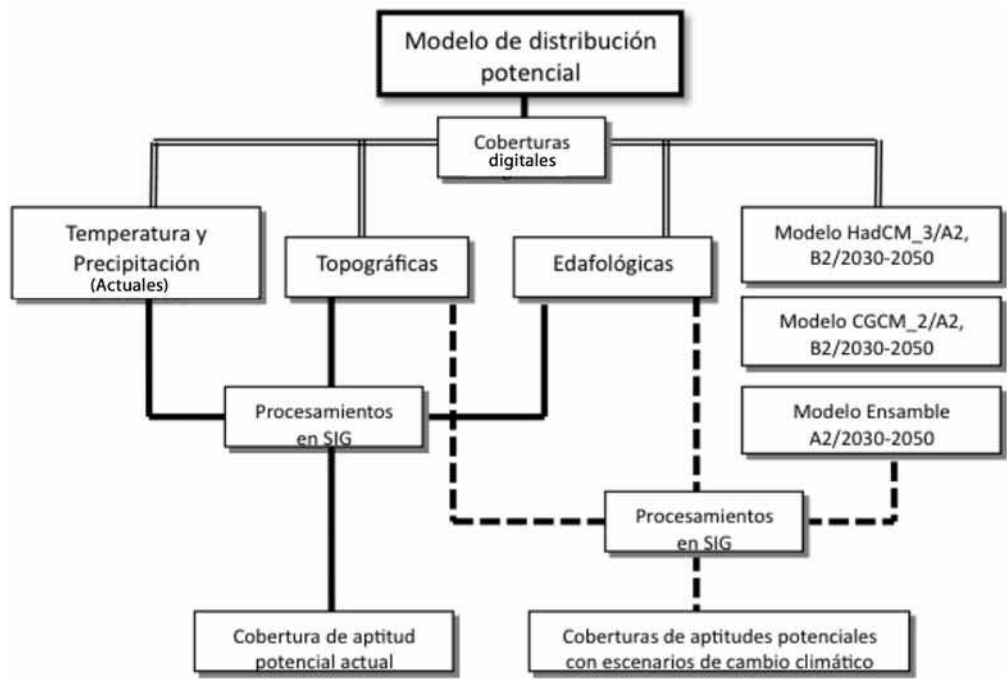 Modelo de distribución
potencial
Coberturas
digitales
Temperatura y
Precipitación
(Actuales)
Topográficas
Edafológicas
Modelo HadCM_3/A2,
B2/2030-2050
Modelo CGCM_2/A2,
B2/2030-2050
Modelo Ensamble
A2/2030-2050
Procesamientos
en SIG
Procesamientos
en SIG
Cobertura de aptitud
potencial actual
Coberturas de aptitudes potenciales
con escenarios de cambio climático